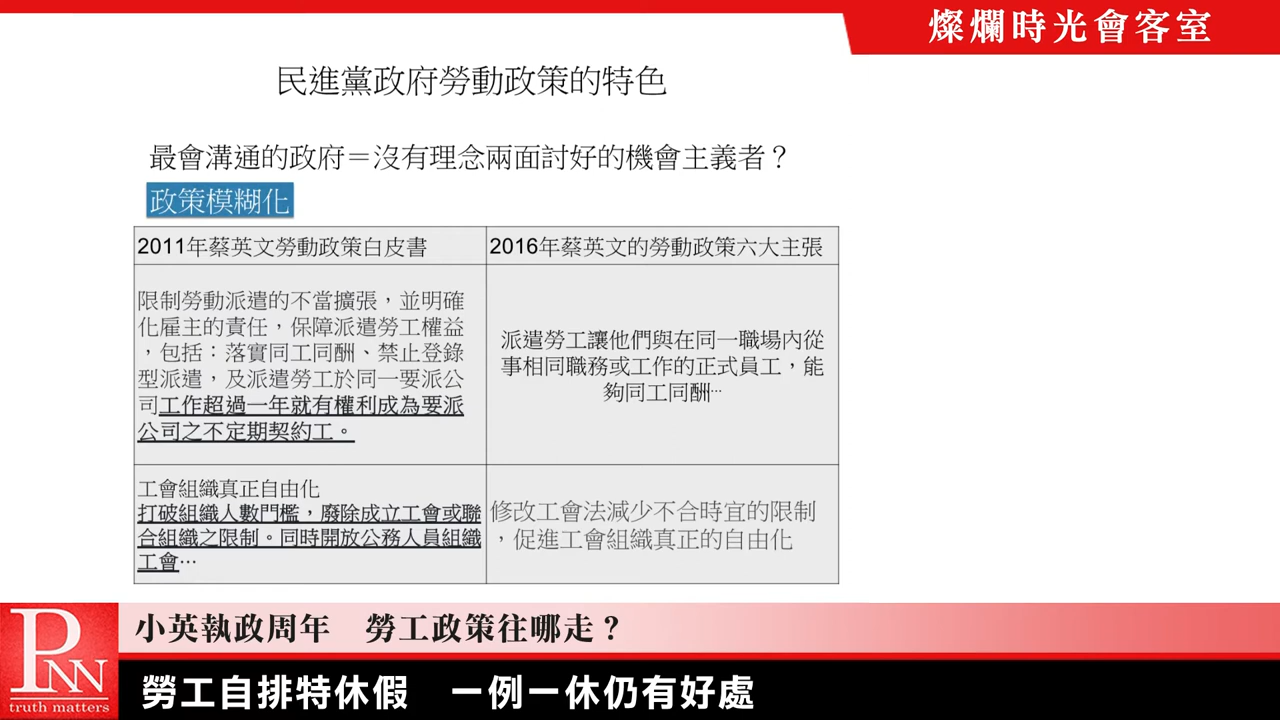 燦爛時光會客室
民進黨政府勞動政策的特色
最會溝通的政府＝沒有理念兩面討好的機會主義者？
政策模糊化
2011年蔡英文勞動政策白皮書
2016年蔡英文的勞動政策六大主張
限制勞動派遣的不當擴張，並明確
化雇主的責任，保障派遣勞工權益
，包括：落實同工同酬、禁止登錄
型派遣，及派遣勞工於同一要派公
司工作超過一年就有權利成為要派
公司之不定期契約工。
派遣勞工讓他們與在同一職場內從
事相同職務或工作的正式員工，能
夠同工同酬…
工會組織真正自由化
打破組織人數門檻，廢除成立工會或聯
合組織之限制。同時開放公務人員組織
工會…
修改工會法減少不合時宜的限制
，促進工會組織真正的自由化
小英執政周年　勞工政策往哪走？
PNN
truth matters
勞工自排特休假　一例一休仍有好處